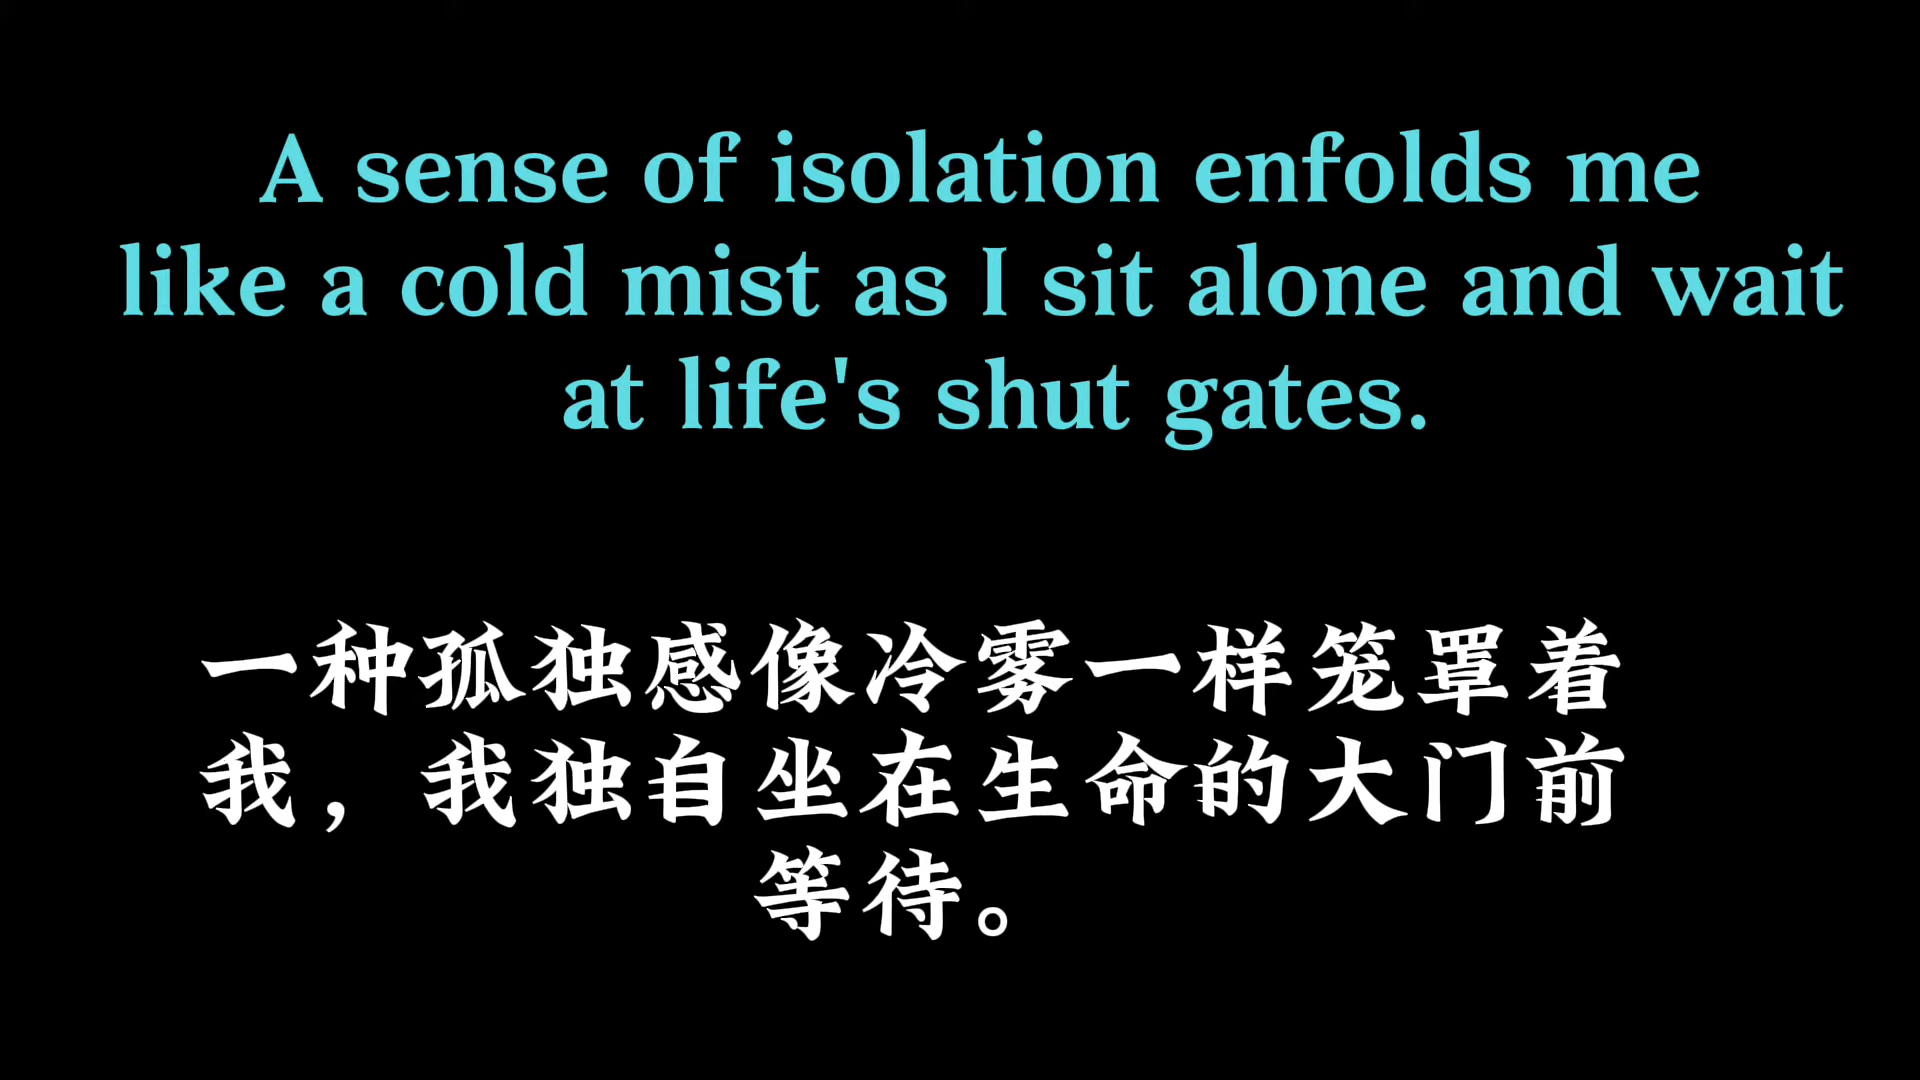 A sense of isolation enfolds me
like a cold mist as I sit alone and wait
at life's shut gates.
一种孤独感像冷雾一样笼罩着
我，我独自坐在生命的大门前
等待。